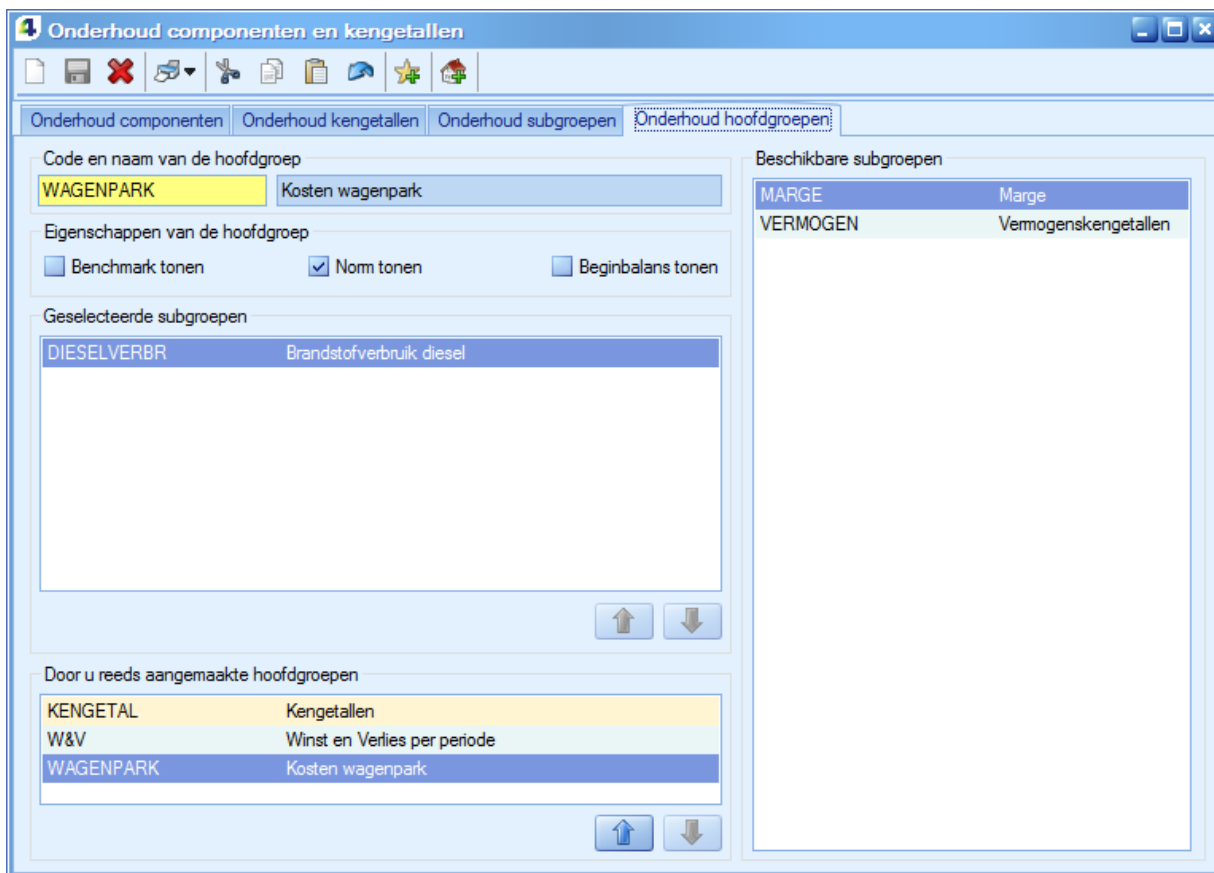 Onderhoud componenten en kengetallen
Onderhoud componenten Onderhoud kengetallen Onderhoud subgroepen Onderhoud hoofdgroepen
Code en naam van de hoofdgroep
WAGENPARK Kosten wagenpark
Eigenschappen van de hoofdgroep
Benchmark tonen Norm tonen Beginbalans tonen
Geselecteerde subgroepen
DIESELVERBR Brandstofverbruik diesel
Door u reeds aangemaakte hoofdgroepen
KENGETAL Kengetallen
W&V Winst en Verlies per periode
WAGENPARK Kosten wagenpark
Beschikbare subgroepen
MARGE Marge
VERMOGEN Vermogenskengetallen